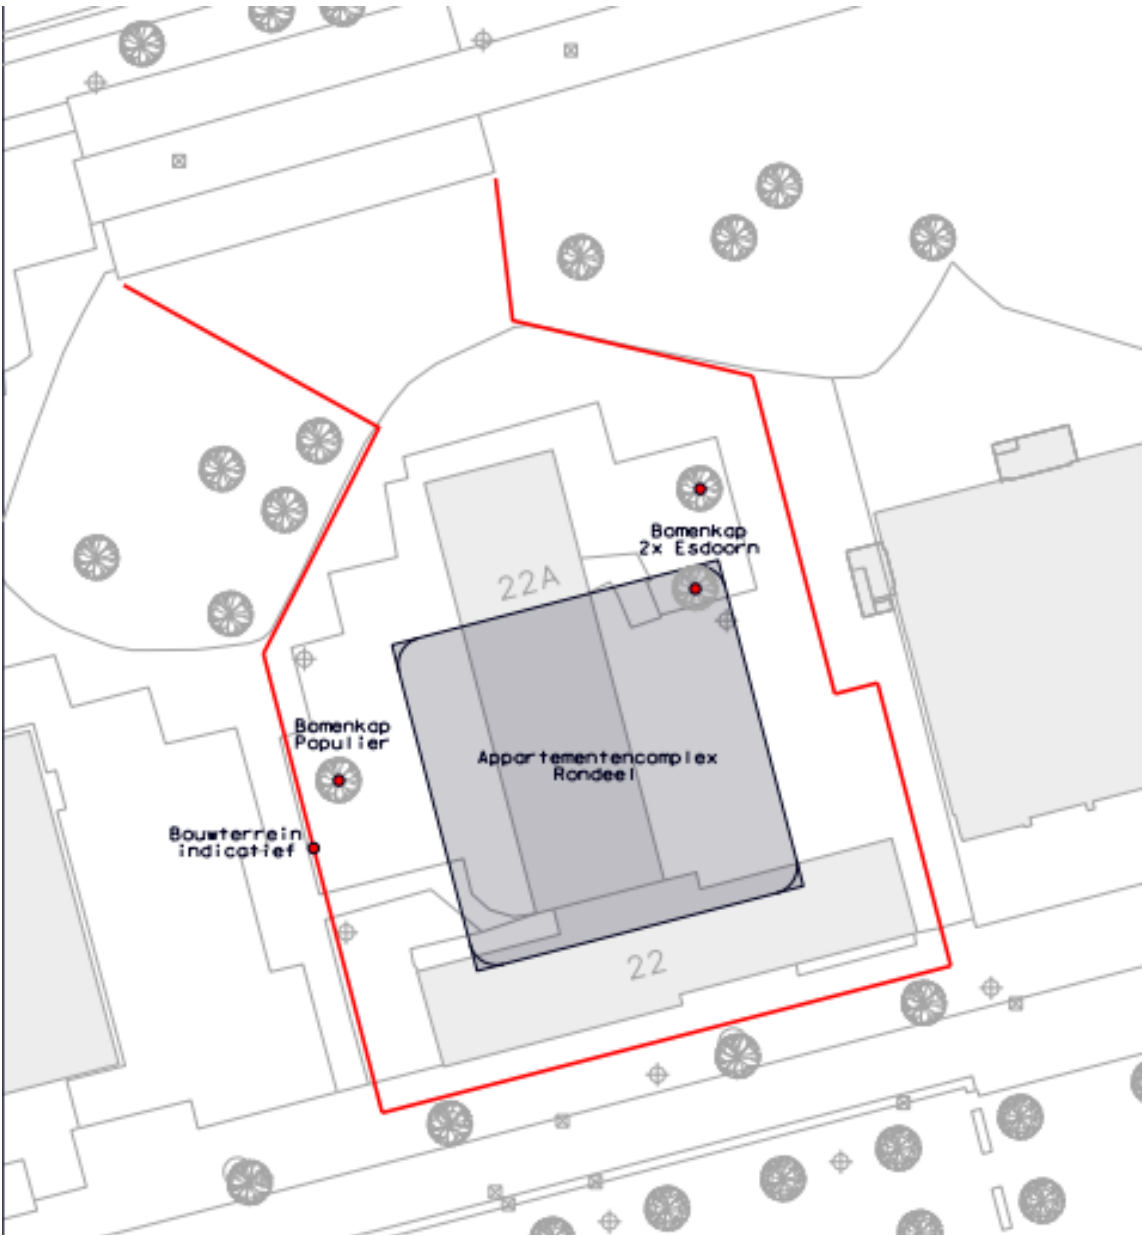 Bomenkap
2x Esdoorn
22A
Bomenkap
Populier
Appartementencomplex
Rondeel
Bouwterrein
indicatief
22